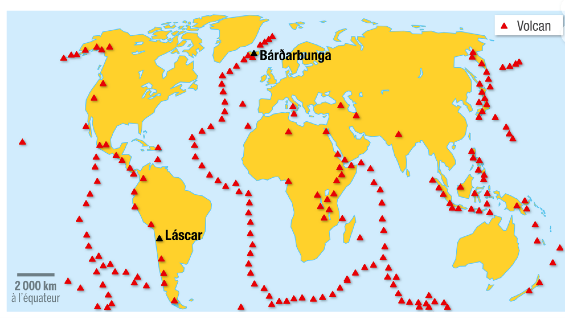 Volcan
Bárðarbunga
Láscar
2 000 km
à l'équateur